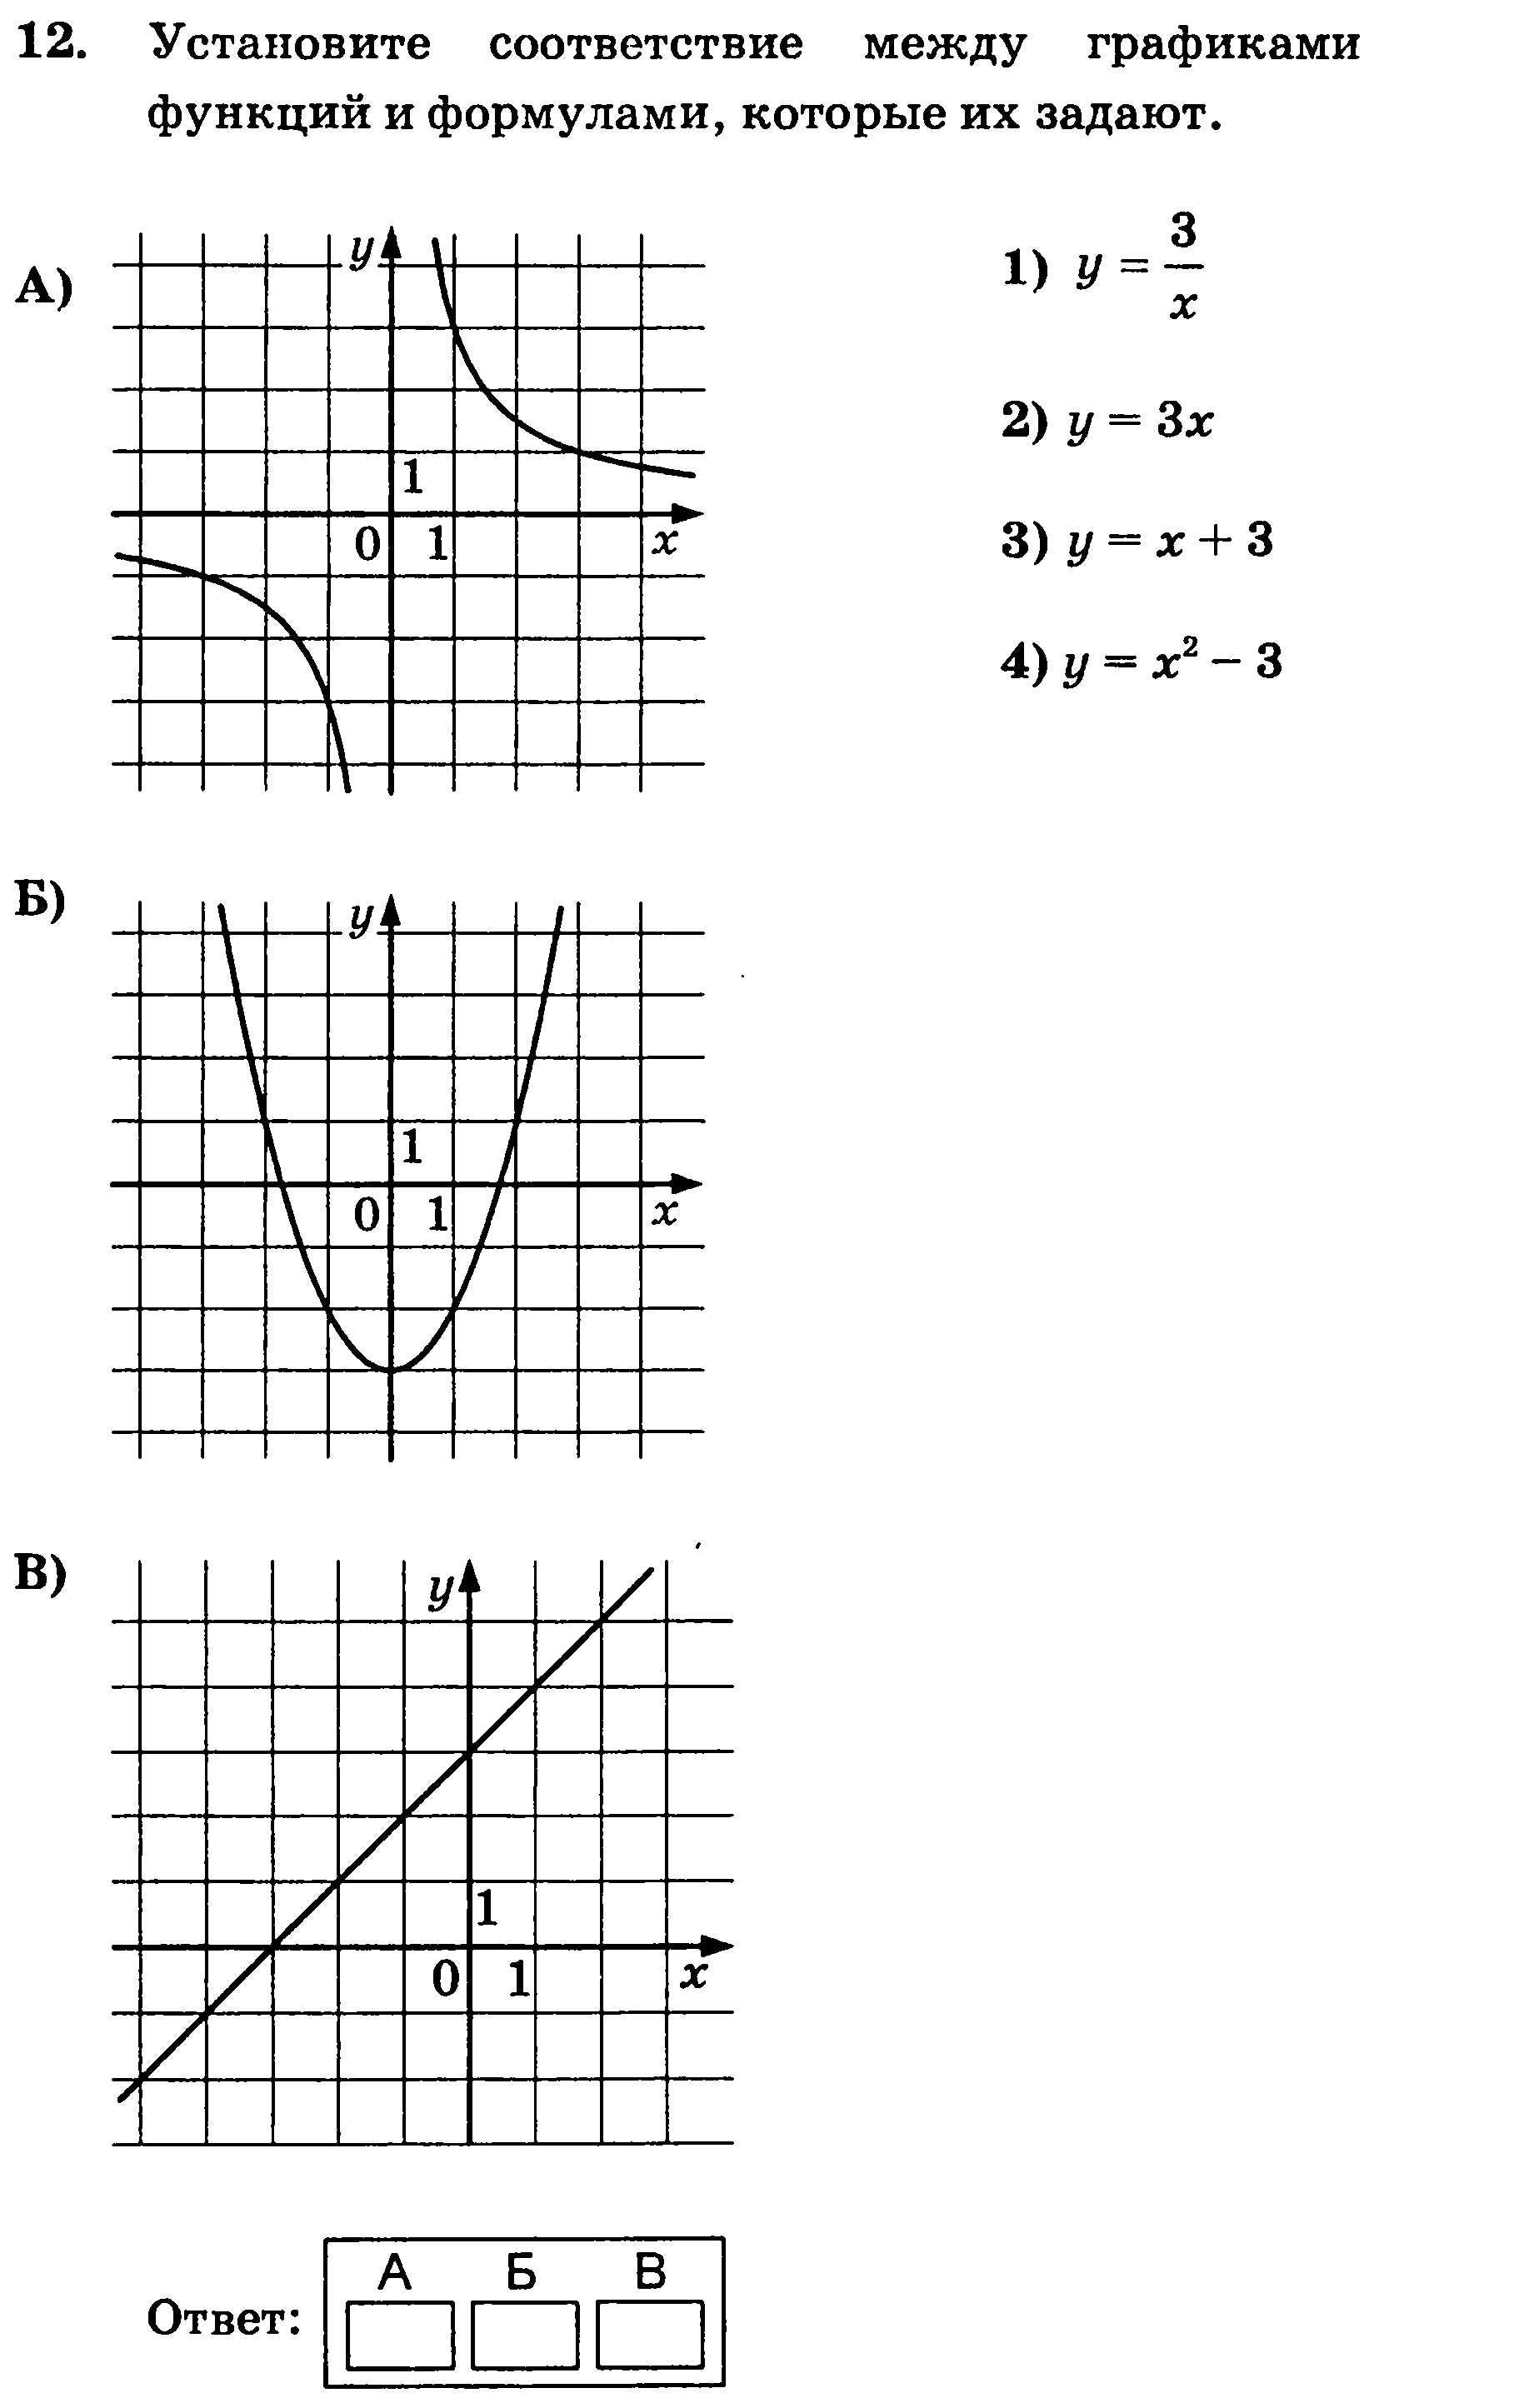 12. Установите соответствие между графиками
функций и формулами, которые их задают.
А)
y
1
0 1 x
1) y = 3/x
2) y = 3x
3) y = x + 3
4) y = x² − 3
Б)
y
1
0 1 x
В)
y
1
0 1 x
А Б В
Ответ: